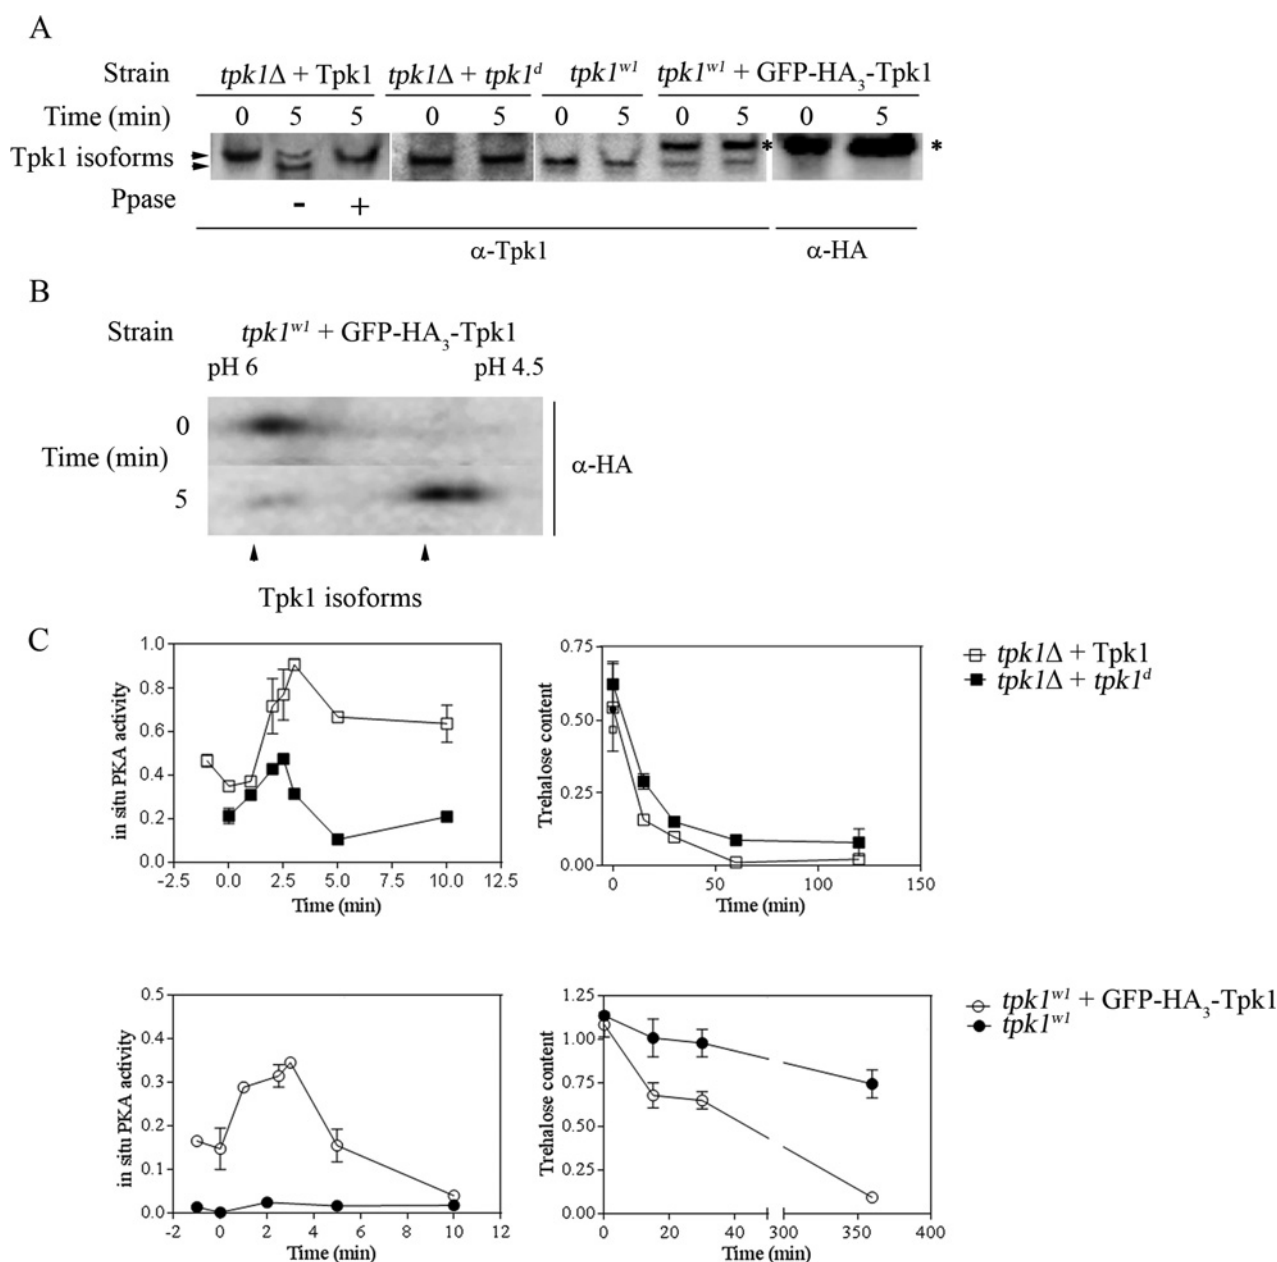 A
Strain tpk1Δ + Tpk1 tpk1Δ + tpk1ᵈ tpk1ʷ¹ tpk1ʷ¹ + GFP-HA₃-Tpk1
Time (min) 0 5 5 0 5 0 5 0 5 0 5
Tpk1 isoforms * *
Ppase - +
α-Tpk1 α-HA
B
Strain tpk1ʷ¹ + GFP-HA₃-Tpk1
pH 6 pH 4.5
0
Time (min) α-HA
5
Tpk1 isoforms
C
in situ PKA activity
1.0
0.8
0.6
0.4
0.2
0.0
-2.5 0.0 2.5 5.0 7.5 10.0 12.5
Time (min)
Trehalose content
0.75
0.50
0.25
0.00
0 50 100 150
Time (min)
tpk1Δ + Tpk1
tpk1Δ + tpk1ᵈ
in situ PKA activity
0.5
0.4
0.3
0.2
0.1
0.0
-2 0 2 4 6 8 10 12
Time (min)
Trehalose content
1.25
1.00
0.75
0.50
0.25
0.00
0 20 40 300 350 400
Time (min)
tpk1ʷ¹ + GFP-HA₃-Tpk1
tpk1ʷ¹